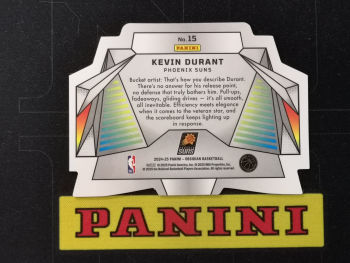 No. 15
PANINI
KEVIN DURANT
PHOENIX SUNS
Bucket artist: That's how you describe Durant.
There's no answer for his release point,
no defense that truly bothers him. Pull-ups,
fadeaways, gliding drives — it's all smooth,
all inevitable. Efficiency meets elegance
when it comes to the veteran star, and
the scoreboard keeps lighting up
in response.
SUNS
NBA
2024-25 PANINI - OBSIDIAN BASKETBALL
PANINI